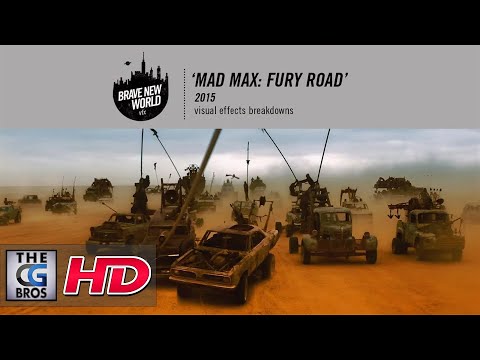 BRAVE NEW
WORLD
vfx
‘MAD MAX: FURY ROAD’
2015
visual effects breakdowns
THE
CG
BROS
HD